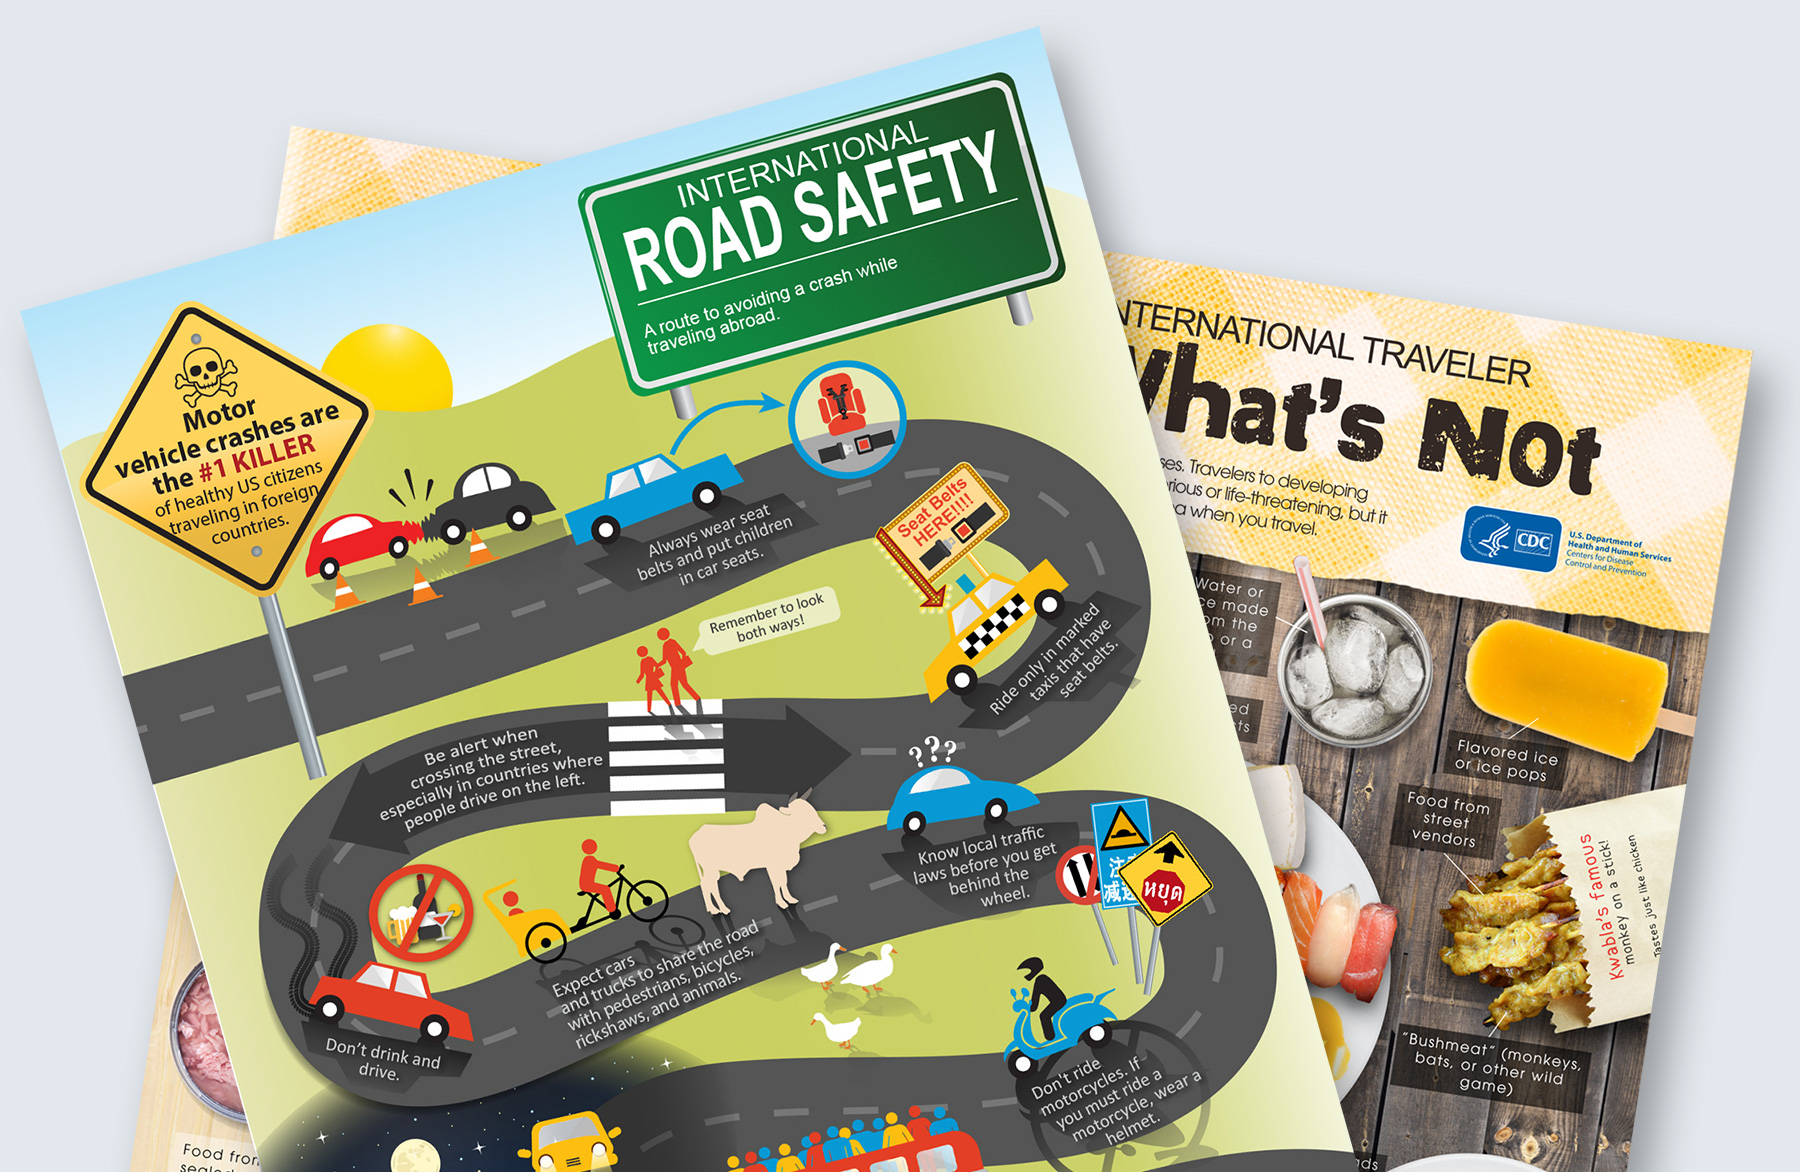 INTERNATIONAL
ROAD SAFETY
A route to avoiding a crash while
traveling abroad.
Motor
vehicle crashes are
the #1 KILLER
of healthy US citizens
traveling in foreign
countries.
Always wear seat
belts and put children
in car seats.
Seat Belts
HERE!!!!
Ride only in marked
taxis that have
seat belts.
Remember to look
both ways!
Be alert when
crossing the street,
especially in countries where
people drive on the left.
???
Know local traffic
laws before you get
behind the
wheel.
หยุด
Expect cars
and trucks to share the road
with pedestrians, bicycles,
rickshaws, and animals.
Don't drink and
drive.
Don't ride
motorcycles. If
you must ride a
motorcycle, wear a
helmet.
INTERNATIONAL TRAVELER
What's Not
Travelers to developing
or life-threatening, but it
when you travel.
CDC
U.S. Department of
Health and Human Services
Centers for Disease
Control and Prevention
Water or
made
the
or a
Flavored ice
or ice pops
Food from
street
vendors
Kwabla's famous
monkey on a stick!
Tastes just like chicken
"Bushmeat" (monkeys,
bats, or other wild
game)
Food from